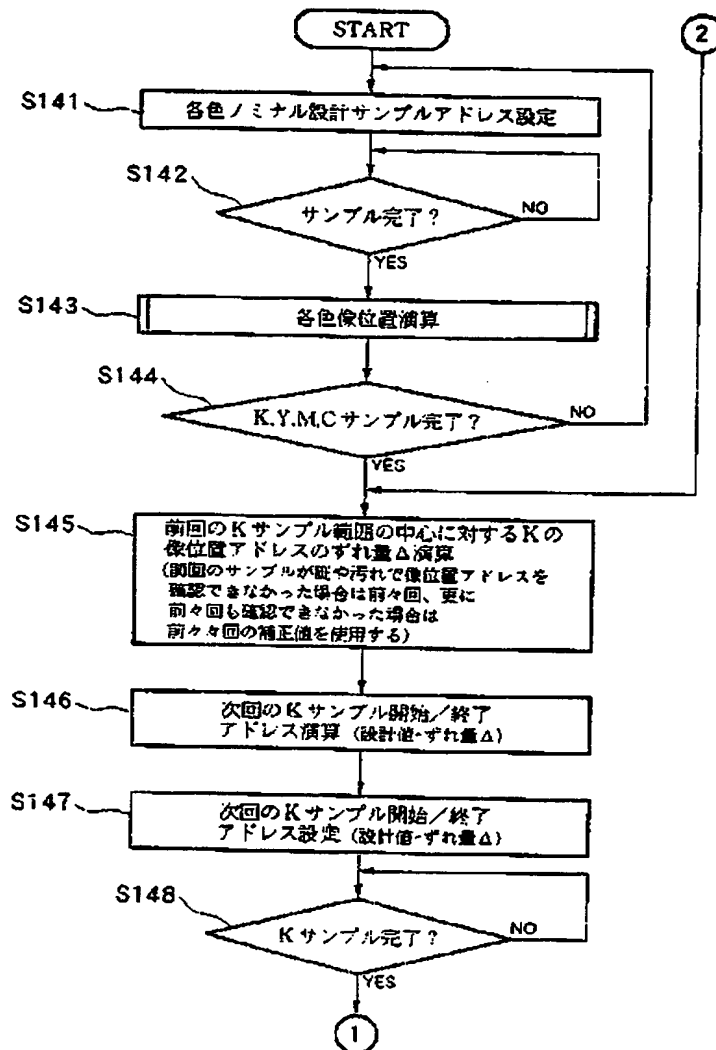 START
2
S141
各色ノミナル設計サンプルアドレス設定
S142
サンプル完了?
NO
YES
S143
各色像位置演算
S144
K.Y.M.Cサンプル完了?
NO
YES
S145
前回のKサンプル範囲の中心に対するKの
像位置アドレスのずれ量Δ演算
(前回のサンプルが斑や汚れで像位置アドレスを
確認できなかった場合は前々回、更に
前々回も確認できなかった場合は
前々々回の補正値を使用する)
S146
次回のKサンプル開始/終了
アドレス演算 (設計値-ずれ量Δ)
S147
次回のKサンプル開始/終了
アドレス設定 (設計値-ずれ量Δ)
S148
Kサンプル完了?
NO
YES
1